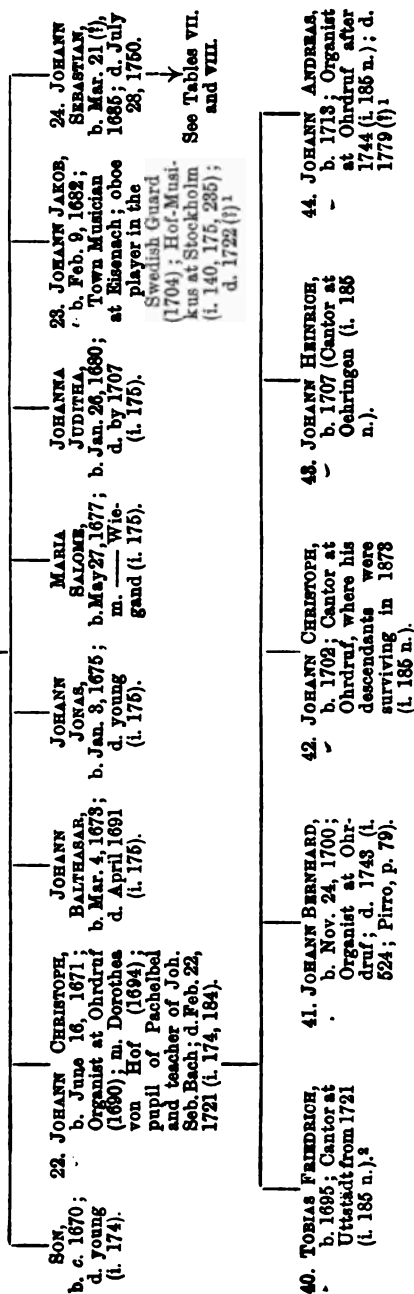 SON,
b. c. 1670;
d. young
(i. 174).
22. JOHANN CHRISTOPH,
b. June 16, 1671;
Organist at Ohrdruf
(1690); m. Dorothea
von Hof (1694);
pupil of Pachelbel
and teacher of Joh.
Seb. Bach; d. Feb. 22,
1721 (i. 174, 184).
JOHANN
BALTHASAR,
b. Mar. 4, 1673;
d. April 1691
(i. 175).
JOHANN
JONAS,
b. Jan. 3, 1675;
d. young
(i. 175).
MARIA
SALOME,
b. May 27, 1677;
m. —— Wie-
gand (i. 175).
JOHANNA
JUDITHA,
b. Jan. 26, 1680;
d. by 1707
(i. 175).
23. JOHANN JAKOB,
b. Feb. 9, 1682;
Town Musician
at Eisenach; oboe
player in the
Swedish Guard
(1704); Hof-Musi-
kus at Stockholm
(i. 140, 175, 235);
d. 1722 (?)¹
24. JOHANN
SEBASTIAN,
b. Mar. 21 (?),
1685; d. July
28, 1750.
See Tables VII.
and VIII.
40. TOBIAS FRIEDRICH,
b. 1695; Cantor at
Uttstädt from 1721
(i. 185 n.).²
41. JOHANN BERNHARD,
b. Nov. 24, 1700;
Organist at Ohr-
druf; d. 1743 (i.
524; Pirro, p. 79).
42. JOHANN CHRISTOPH,
b. 1702; Cantor at
Ohrdruf, where his
descendants were
surviving in 1873
(i. 185 n.).
43. JOHANN HEINRICH,
b. 1707 (Cantor at
Oehringen (i. 185
n.).
44. JOHANN ANDREAS,
b. 1713; Organist
at Ohrdruf after
1744 (i. 185 n.); d.
1779 (?)¹